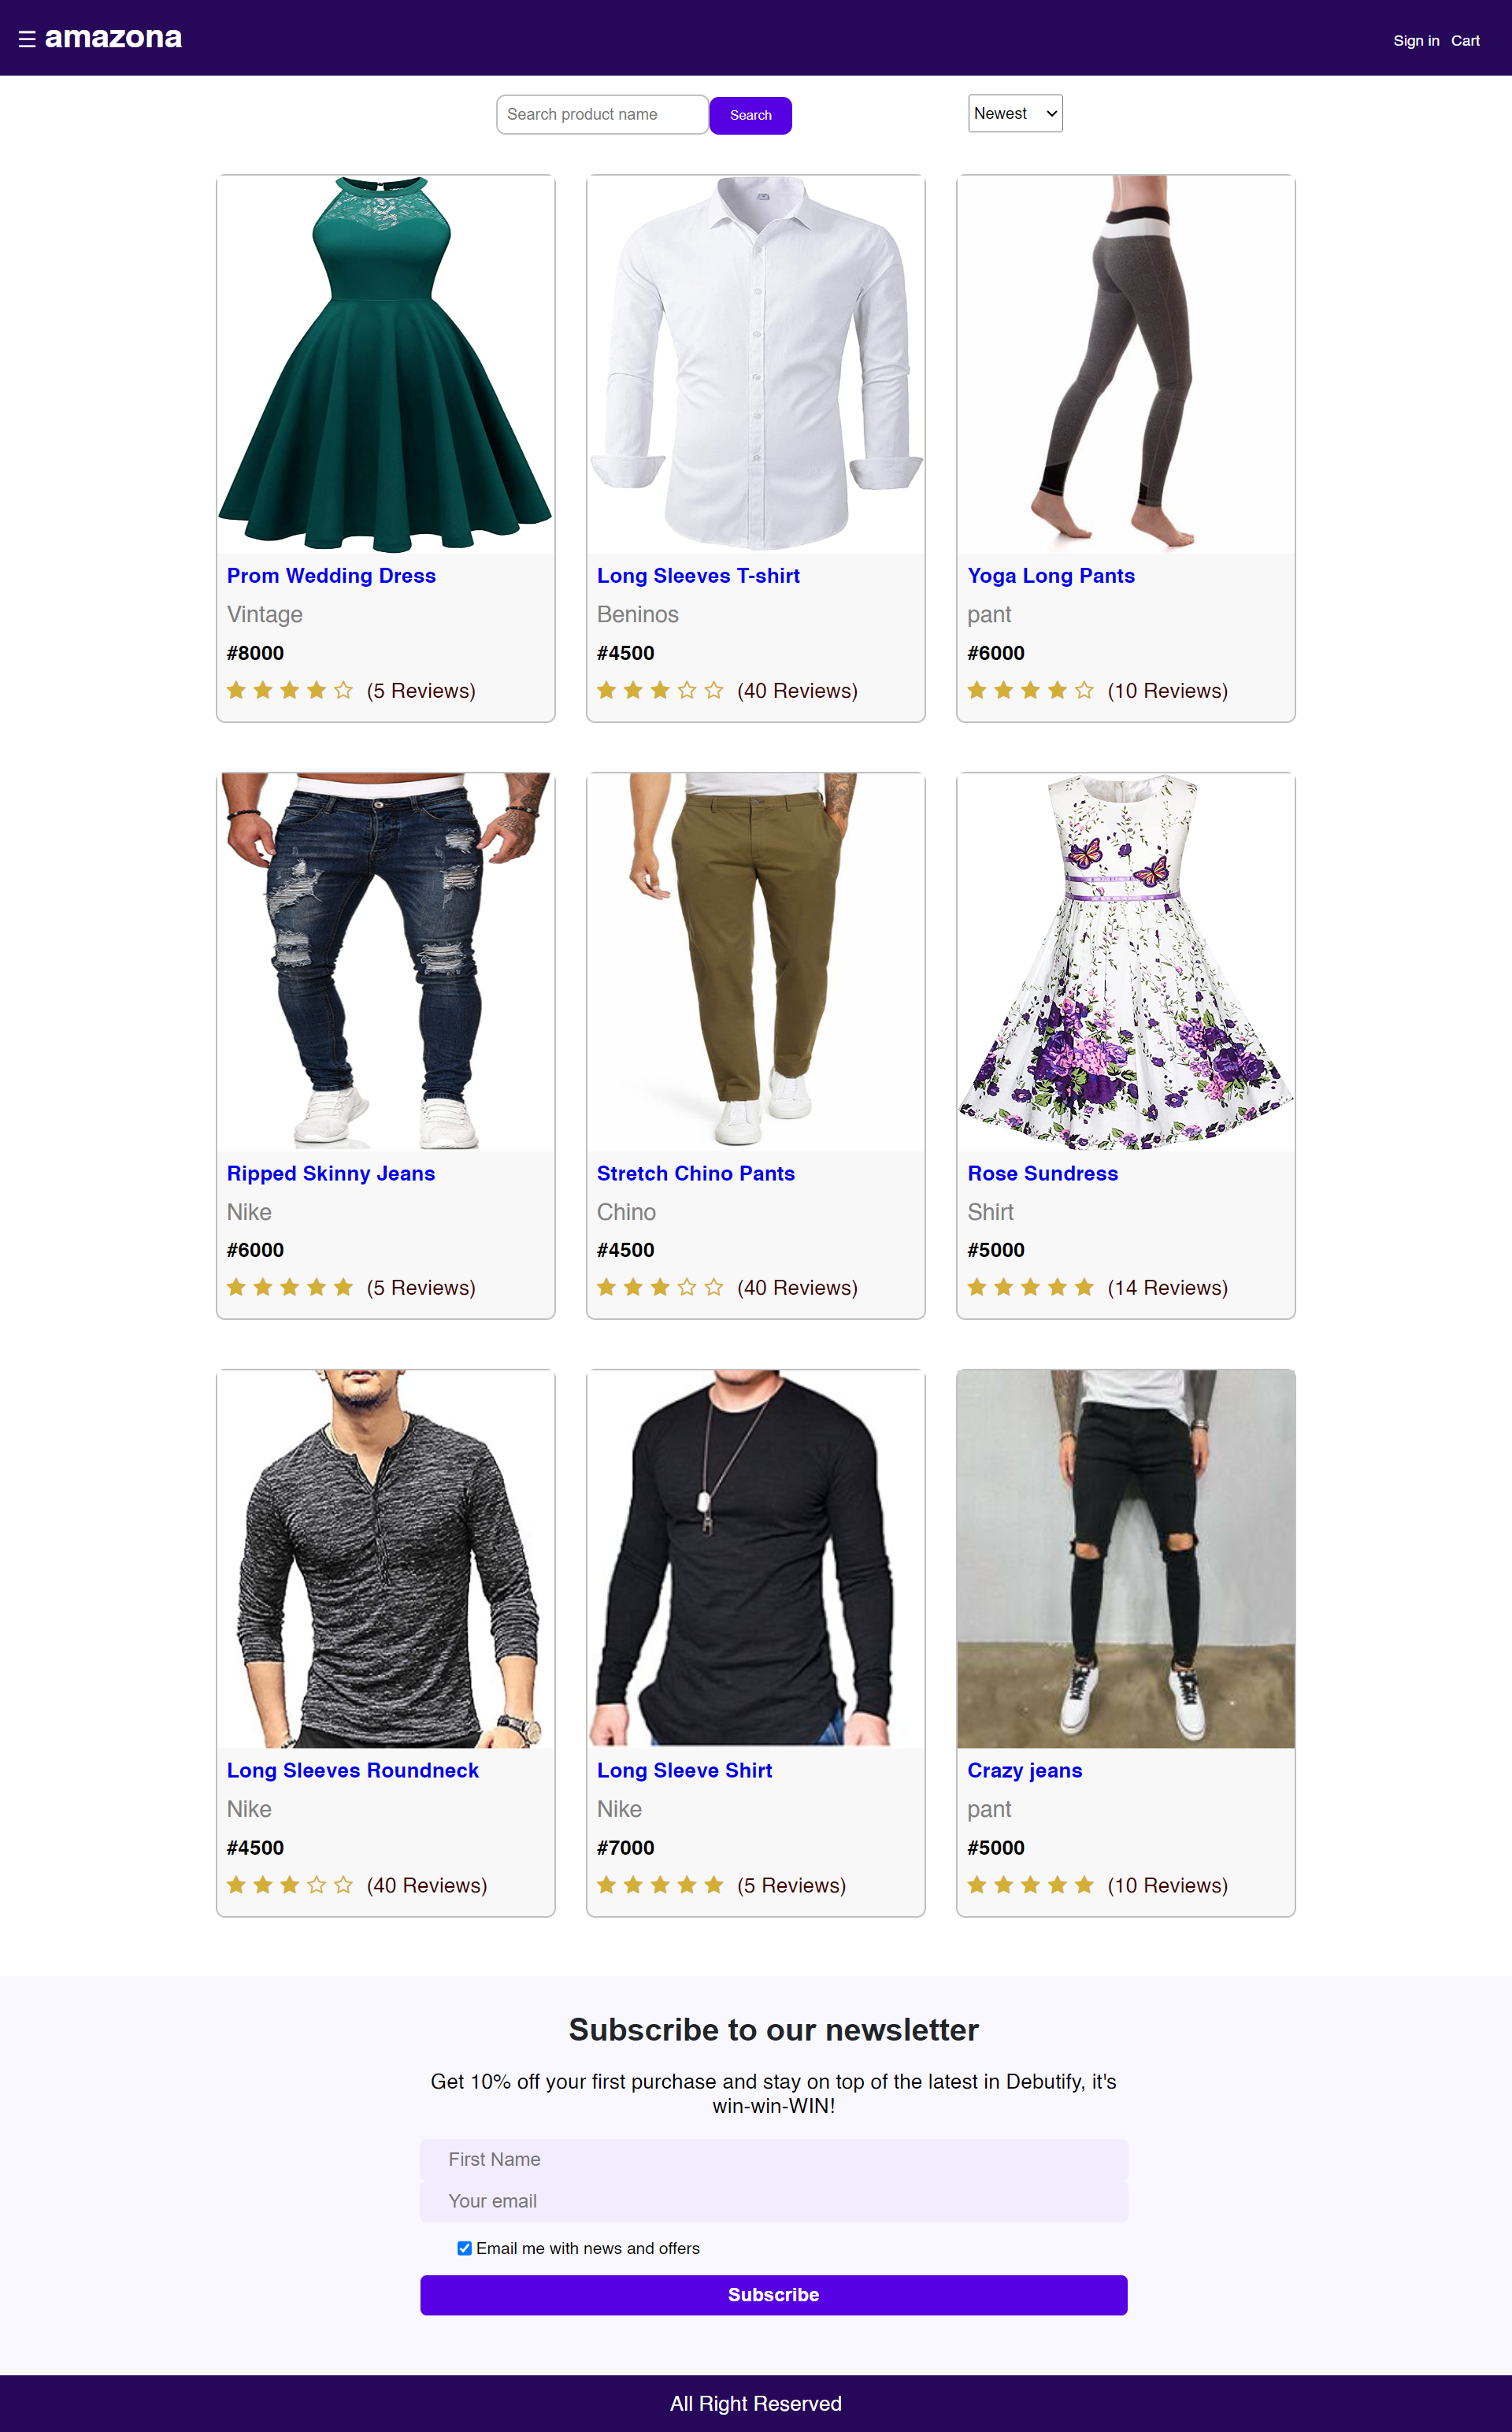 ☰ amazona
Sign in Cart
Search product name Search Newest
Prom Wedding Dress
Vintage
#8000
(5 Reviews)
Long Sleeves T-shirt
Beninos
#4500
(40 Reviews)
Yoga Long Pants
pant
#6000
(10 Reviews)
Ripped Skinny Jeans
Nike
#6000
(5 Reviews)
Stretch Chino Pants
Chino
#4500
(40 Reviews)
Rose Sundress
Shirt
#5000
(14 Reviews)
Long Sleeves Roundneck
Nike
#4500
(40 Reviews)
Long Sleeve Shirt
Nike
#7000
(5 Reviews)
Crazy jeans
pant
#5000
(10 Reviews)
Subscribe to our newsletter
Get 10% off your first purchase and stay on top of the latest in Debutify, it's
win-win-WIN!
First Name
Your email
Email me with news and offers
Subscribe
All Right Reserved